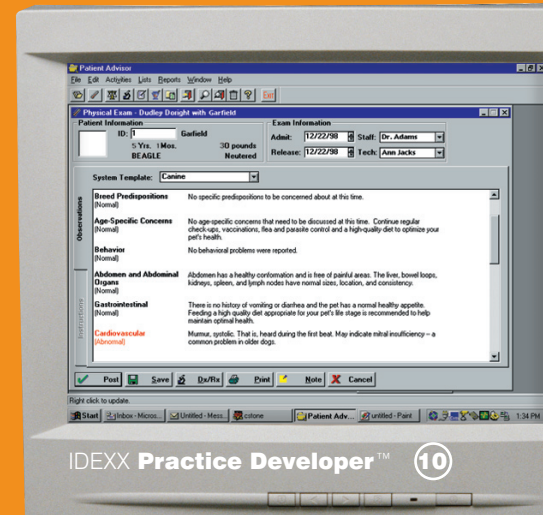 Patient Advisor
File Edit Activities Lists Reports Window Help
Exit
Physical Exam - Dudley Doright with Garfield
Patient Information
ID: 1 Garfield
5 Yrs. 1 Mos. 30 pounds
BEAGLE Neutered
Exam Information
Admit: 12/22/98 Staff: Dr. Adams
Release: 12/22/98 Tech: Ann Jacks
System Template: Canine
Observations
Instructions
Breed Predispositions No specific predispositions to be concerned about at this time.
(Normal)
Age-Specific Concerns No age-specific concerns that need to be discussed at this time. Continue regular
(Normal) check-ups, vaccinations, flea and parasite control and a high-quality diet to optimize your
pet's health.
Behavior No behavioral problems were reported.
(Normal)
Abdomen and Abdominal Abdomen has a healthy conformation and is free of painful areas. The liver, bowel loops,
Organs kidneys, spleen, and lymph nodes have normal sizes, location, and consistency.
(Normal)
Gastrointestinal There is no history of vomiting or diarrhea and the pet has a normal healthy appetite.
(Normal) Feeding a high quality diet appropriate for your pet's life stage is recommended to help
maintain optimal health.
Cardiovascular Murmur, systolic. That is, heard during the first beat. May indicate mitral insufficiency – a
(Abnormal) common problem in older dogs.
Post Save Dx/Rx Print Note Cancel
Right click to update.
Start Inbox - Micros... Untitled - Mess... cstone Patient Adv... untitled - Paint 1:34 PM
IDEXX Practice Developer™ 10